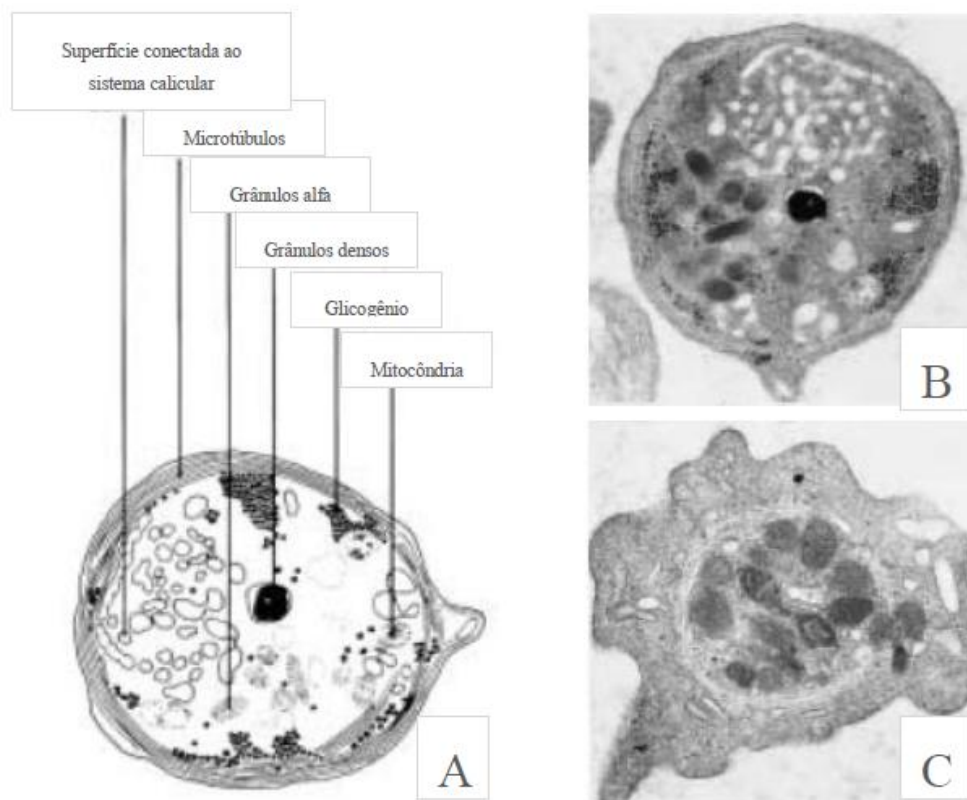 Superfície conectada ao
sistema calicular
Microtúbulos
Grânulos alfa
Grânulos densos
Glicogênio
Mitocôndria
A
B
C